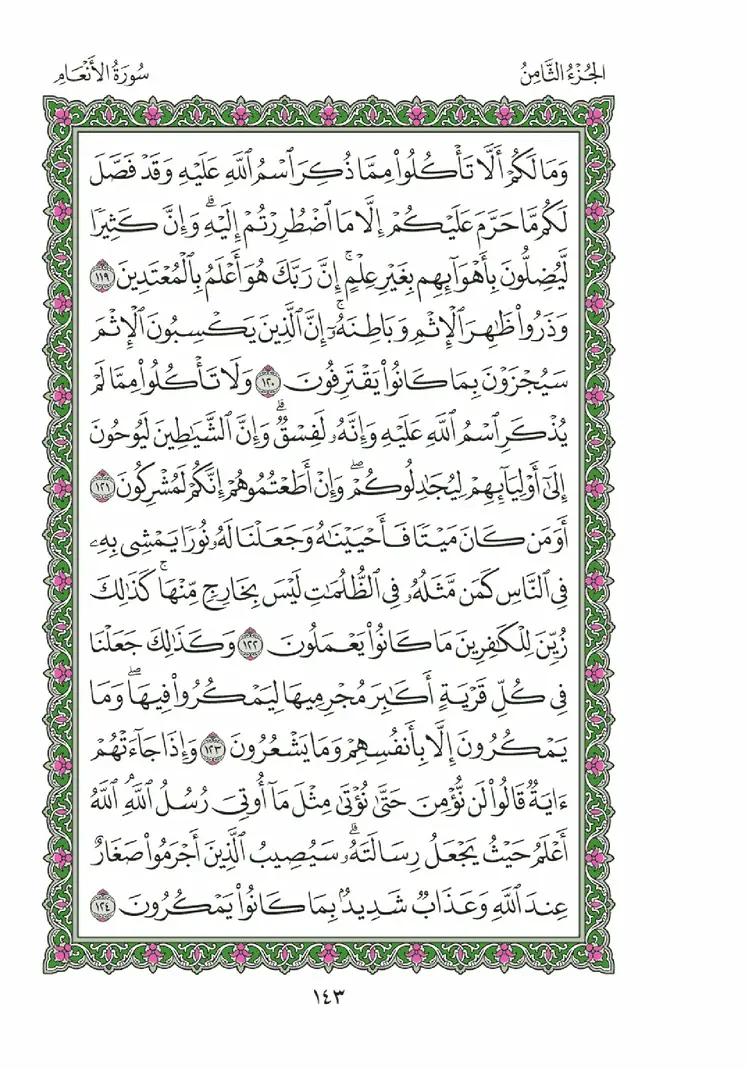 الجُزْءُ الثَّامِنُ
سُورَةُ الأَنْعَامِ
وَمَا لَكُمْ أَلَّا تَأْكُلُوا۟ مِمَّا ذُكِرَ ٱسْمُ ٱللَّهِ عَلَيْهِ وَقَدْ فَصَّلَ
لَكُم مَّا حَرَّمَ عَلَيْكُمْ إِلَّا مَا ٱضْطُرِرْتُمْ إِلَيْهِ ۗ وَإِنَّ كَثِيرًا
لَّيُضِلُّونَ بِأَهْوَآئِهِم بِغَيْرِ عِلْمٍ ۚ إِنَّ رَبَّكَ هُوَ أَعْلَمُ بِٱلْمُعْتَدِينَ ١١٩
وَذَرُوا۟ ظَٰهِرَ ٱلْإِثْمِ وَبَاطِنَهُۥٓ ۚ إِنَّ ٱلَّذِينَ يَكْسِبُونَ ٱلْإِثْمَ
سَيُجْزَوْنَ بِمَا كَانُوا۟ يَقْتَرِفُونَ ١٢٠ وَلَا تَأْكُلُوا۟ مِمَّا لَمْ
يُذْكَرِ ٱسْمُ ٱللَّهِ عَلَيْهِ وَإِنَّهُۥ لَفِسْقٌ ۗ وَإِنَّ ٱلشَّيَٰطِينَ لَيُوحُونَ
إِلَىٰٓ أَوْلِيَآئِهِمْ لِيُجَٰدِلُوكُمْ ۖ وَإِنْ أَطَعْتُمُوهُمْ إِنَّكُمْ لَمُشْرِكُونَ ١٢١
أَوَمَن كَانَ مَيْتًا فَأَحْيَيْنَٰهُ وَجَعَلْنَا لَهُۥ نُورًا يَمْشِى بِهِۦ
فِى ٱلنَّاسِ كَمَن مَّثَلُهُۥ فِى ٱلظُّلُمَٰتِ لَيْسَ بِخَارِجٍ مِّنْهَا ۚ كَذَٰلِكَ
زُيِّنَ لِلْكَٰفِرِينَ مَا كَانُوا۟ يَعْمَلُونَ ١٢٢ وَكَذَٰلِكَ جَعَلْنَا
فِى كُلِّ قَرْيَةٍ أَكَٰبِرَ مُجْرِمِيهَا لِيَمْكُرُوا۟ فِيهَا ۖ وَمَا
يَمْكُرُونَ إِلَّا بِأَنفُسِهِمْ وَمَا يَشْعُرُونَ ١٢٣ وَإِذَا جَآءَتْهُمْ
ءَايَةٌ قَالُوا۟ لَن نُّؤْمِنَ حَتَّىٰ نُؤْتَىٰ مِثْلَ مَآ أُوتِىَ رُسُلُ ٱللَّهِ ۘ ٱللَّهُ
أَعْلَمُ حَيْثُ يَجْعَلُ رِسَالَتَهُۥ ۗ سَيُصِيبُ ٱلَّذِينَ أَجْرَمُوا۟ صَغَارٌ
عِندَ ٱللَّهِ وَعَذَابٌ شَدِيدٌۢ بِمَا كَانُوا۟ يَمْكُرُونَ ١٢٤
١٤٣